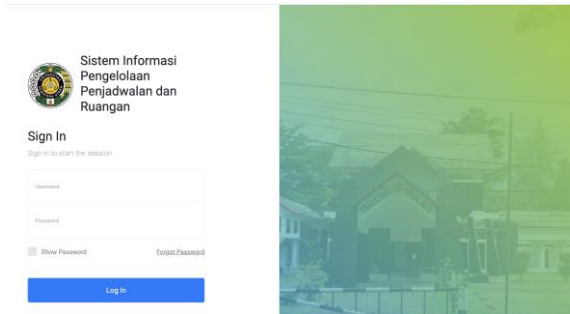 Sistem Informasi
Pengelolaan
Penjadwalan dan
Ruangan
Sign In
Sign in to start the session
Username
Password
Show Password
Forgot Password
Log In